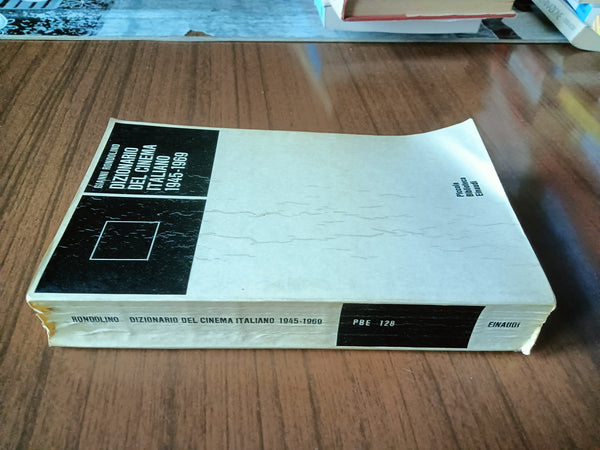 GIANNI RONDOLINO
DIZIONARIO
DEL CINEMA
ITALIANO
1945-1969
Piccola
Biblioteca
Einaudi
RONDOLINO DIZIONARIO DEL CINEMA ITALIANO 1945-1969 PBE 128 EINAUDI